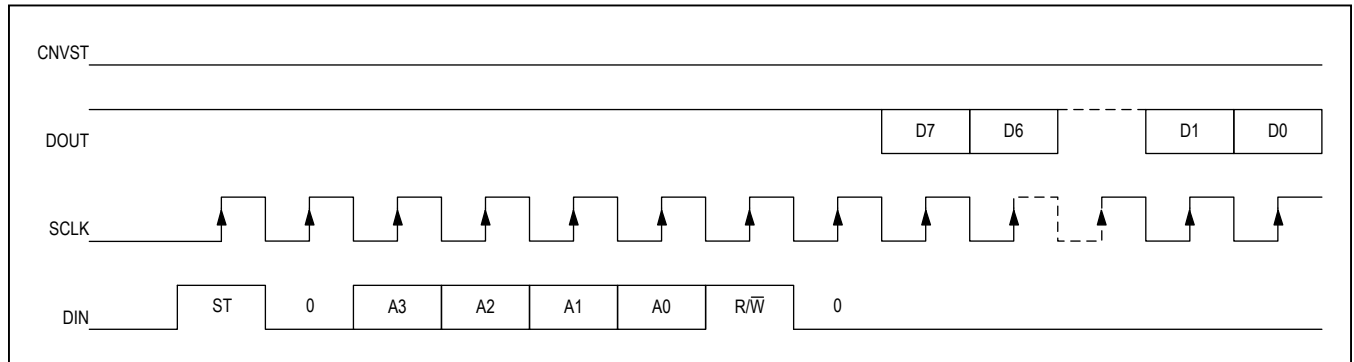 CNVST
DOUT D7 D6 D1 D0
SCLK
DIN ST 0 A3 A2 A1 A0 R/W̅ 0